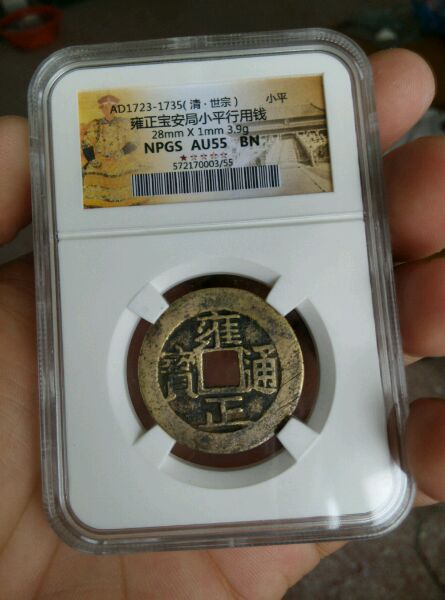 AD1723-1735(清·世宗) 小平
雍正宝安局小平行用钱
28mm X 1mm 3.9g
NPGS AU55 BN
★☆☆☆☆
572170003/55
雍
寶 通
正